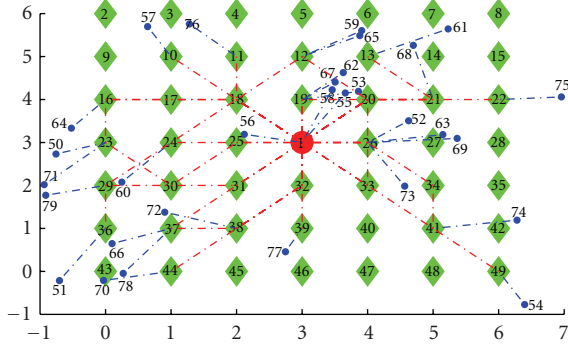 6 2 57 3 76 4 5 59 6 7 61 8
65
5 9 10 11 12 13 68 14 15
67 62
53 75
4 16 17 18 19 58 55 20 21 22
64 56 52 63
3 50 23 24 25 1 26 27 28
69
71
2 79 29 60 30 31 32 33 73 34 35
72 74
1 36 37 38 39 40 41 42
66 77
0 43 44 45 46 47 48 49
51 70 78
54
−1
−1 0 1 2 3 4 5 6 7